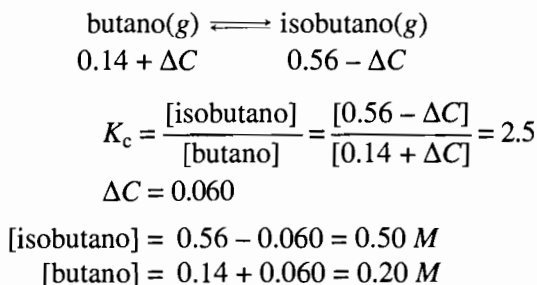 butano(g) ⇌ isobutano(g)
0.14 + ΔC 0.56 – ΔC
K_c = [isobutano] / [butano] = [0.56 – ΔC] / [0.14 + ΔC] = 2.5
ΔC = 0.060
[isobutano] = 0.56 – 0.060 = 0.50 M
[butano] = 0.14 + 0.060 = 0.20 M